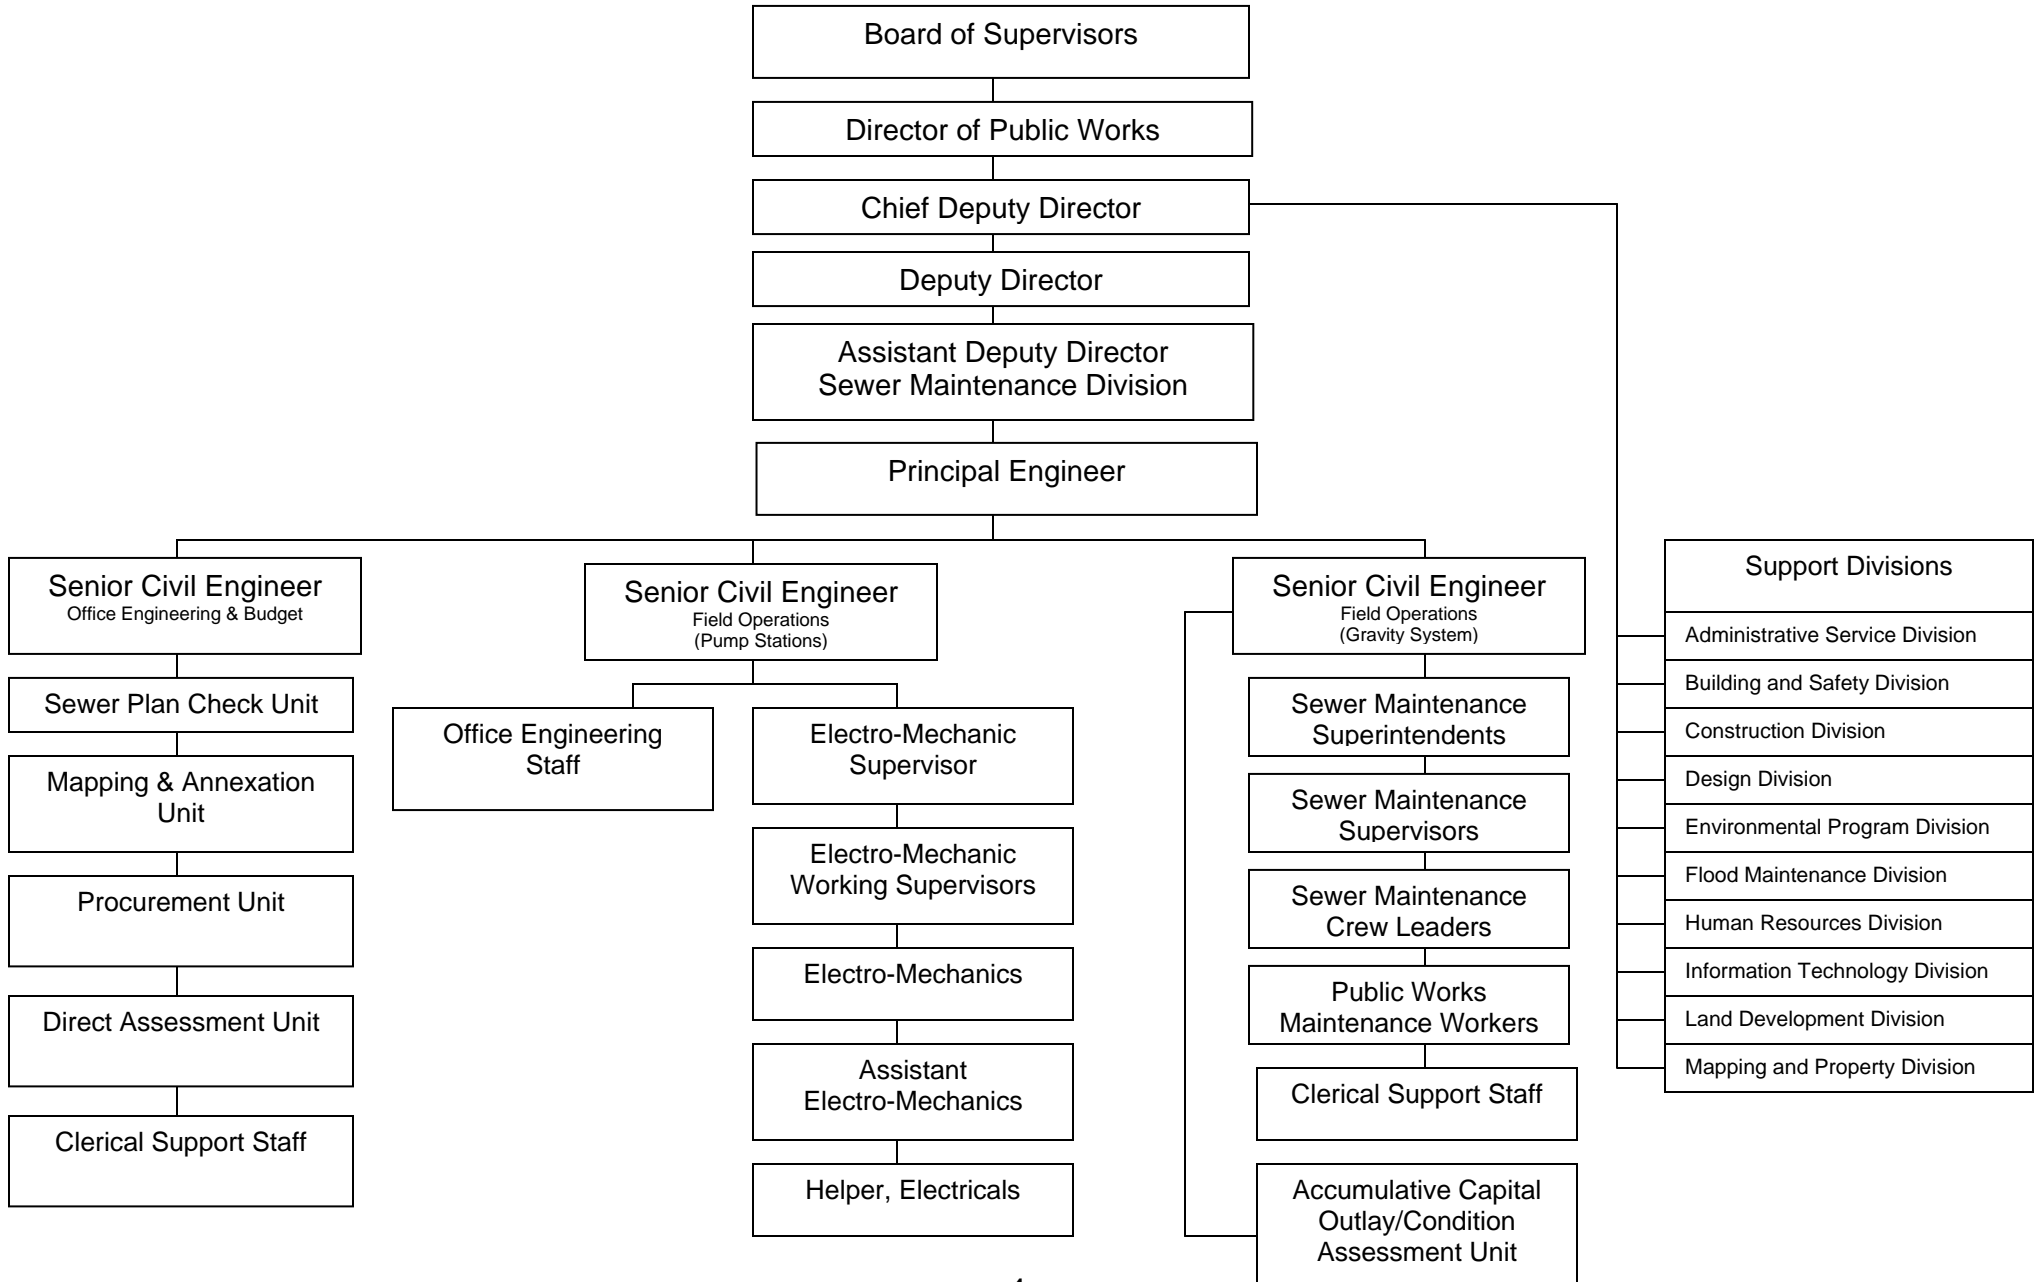 Board of Supervisors
Director of Public Works
Chief Deputy Director
Deputy Director
Assistant Deputy Director
Sewer Maintenance Division
Principal Engineer
Senior Civil Engineer
Office Engineering & Budget
Sewer Plan Check Unit
Mapping & Annexation
Unit
Procurement Unit
Direct Assessment Unit
Clerical Support Staff
Senior Civil Engineer
Field Operations
(Pump Stations)
Office Engineering
Staff
Electro-Mechanic
Supervisor
Electro-Mechanic
Working Supervisors
Electro-Mechanics
Assistant
Electro-Mechanics
Helper, Electricals
Senior Civil Engineer
Field Operations
(Gravity System)
Sewer Maintenance
Superintendents
Sewer Maintenance
Supervisors
Sewer Maintenance
Crew Leaders
Public Works
Maintenance Workers
Clerical Support Staff
Accumulative Capital
Outlay/Condition
Assessment Unit
Support Divisions
Administrative Service Division
Building and Safety Division
Construction Division
Design Division
Environmental Program Division
Flood Maintenance Division
Human Resources Division
Information Technology Division
Land Development Division
Mapping and Property Division